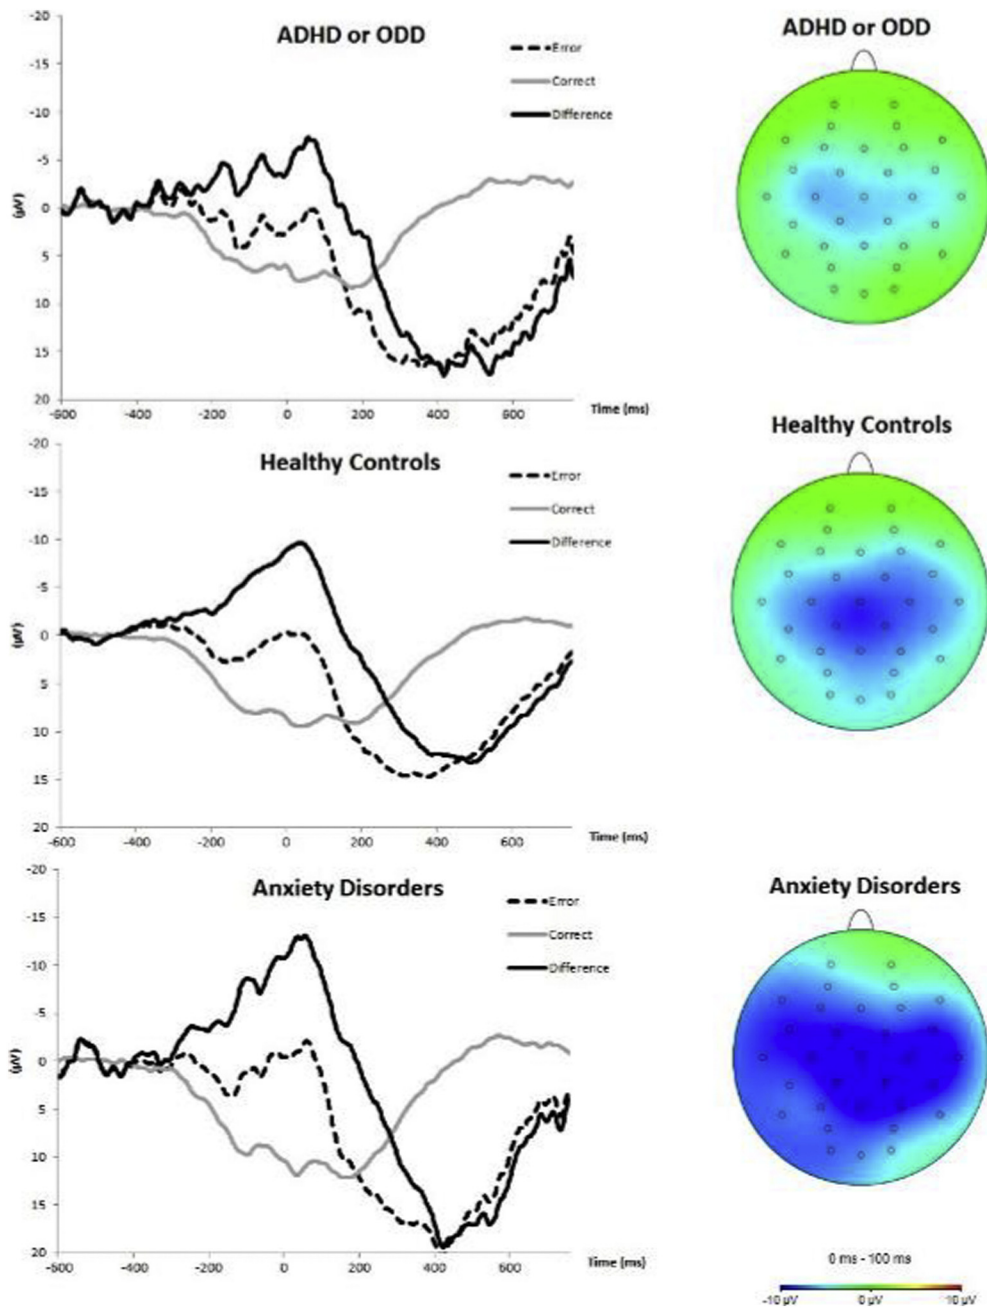 ADHD or ODD
Error
Correct
Difference
-20
-15
-10
-5
0
5
10
15
20
(µV)
-600
-400
-200
0
200
400
600
Time (ms)
ADHD or ODD
Healthy Controls
Error
Correct
Difference
-20
-15
-10
-5
0
5
10
15
20
(µV)
-600
-400
-200
0
200
400
600
Time (ms)
Healthy Controls
Anxiety Disorders
Error
Correct
Difference
-20
-15
-10
-5
0
5
10
15
20
(µV)
-600
-400
-200
0
200
400
600
Time (ms)
Anxiety Disorders
0 ms - 100 ms
-10 µV
0 µV
10 µV